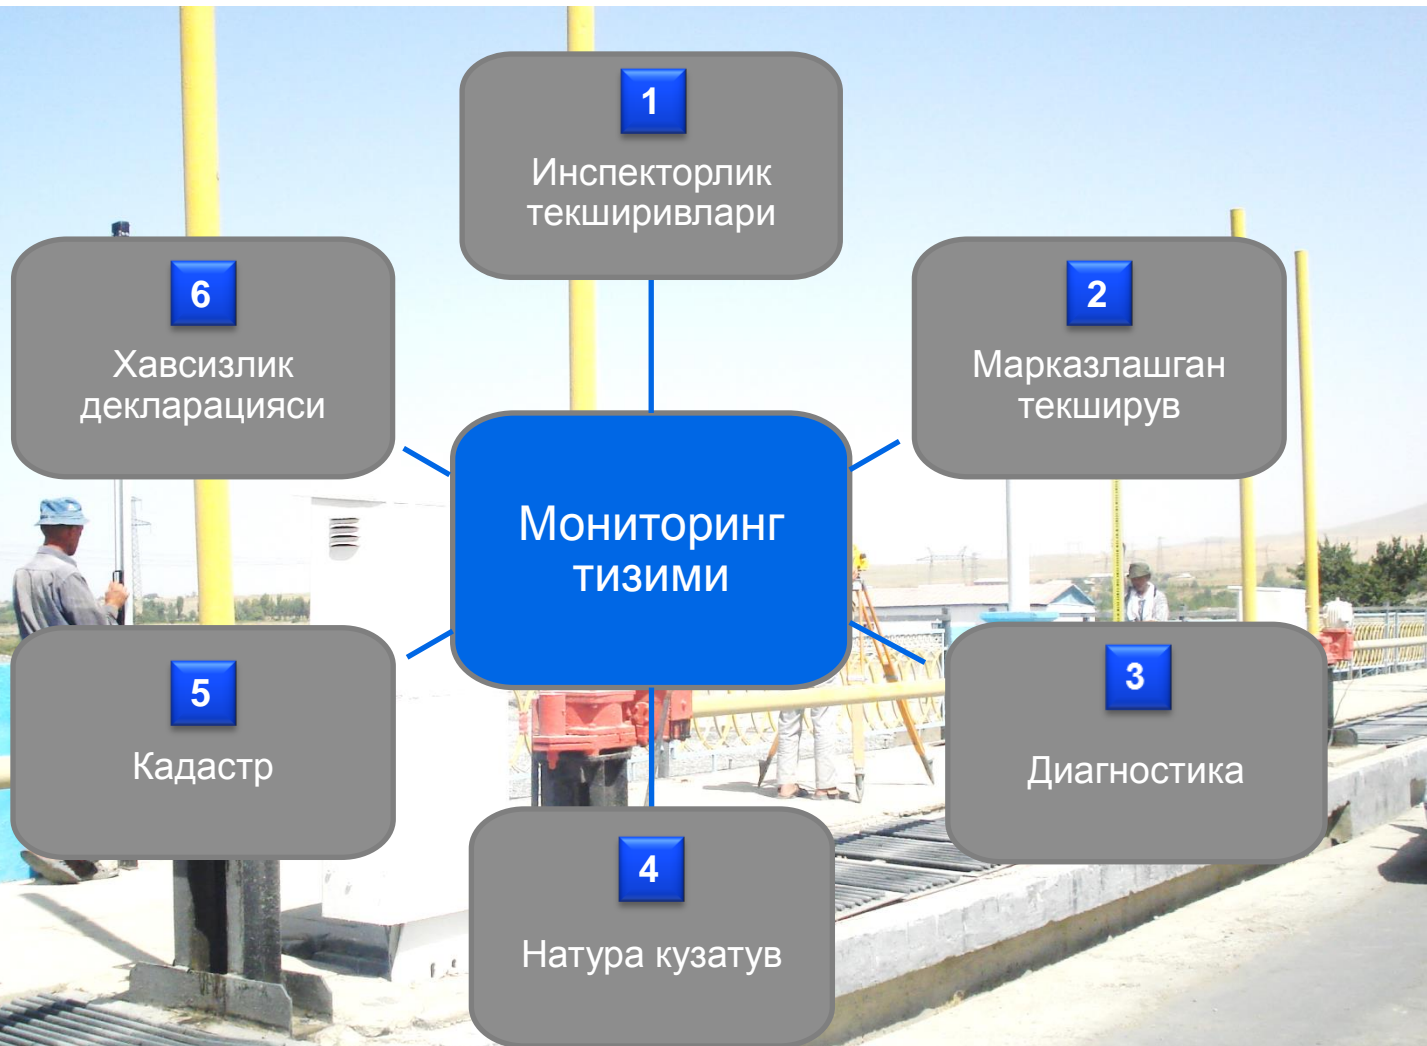 1
Инспекторлик
текширивлари
6
Хавсизлик
декларацияси
2
Марказлашган
текширув
Мониторинг
тизими
5
Кадастр
3
Диагностика
4
Натура кузатув